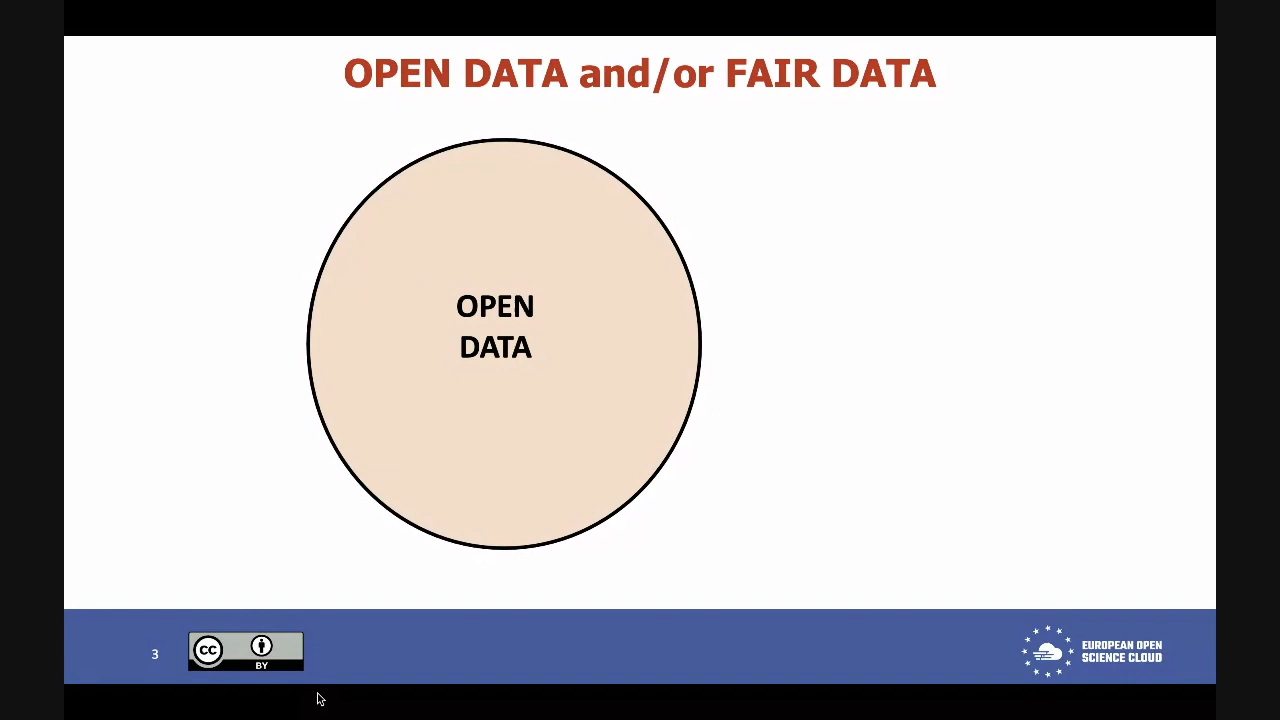 OPEN DATA and/or FAIR DATA
OPEN
DATA
3
CC
BY
EUROPEAN OPEN
SCIENCE CLOUD